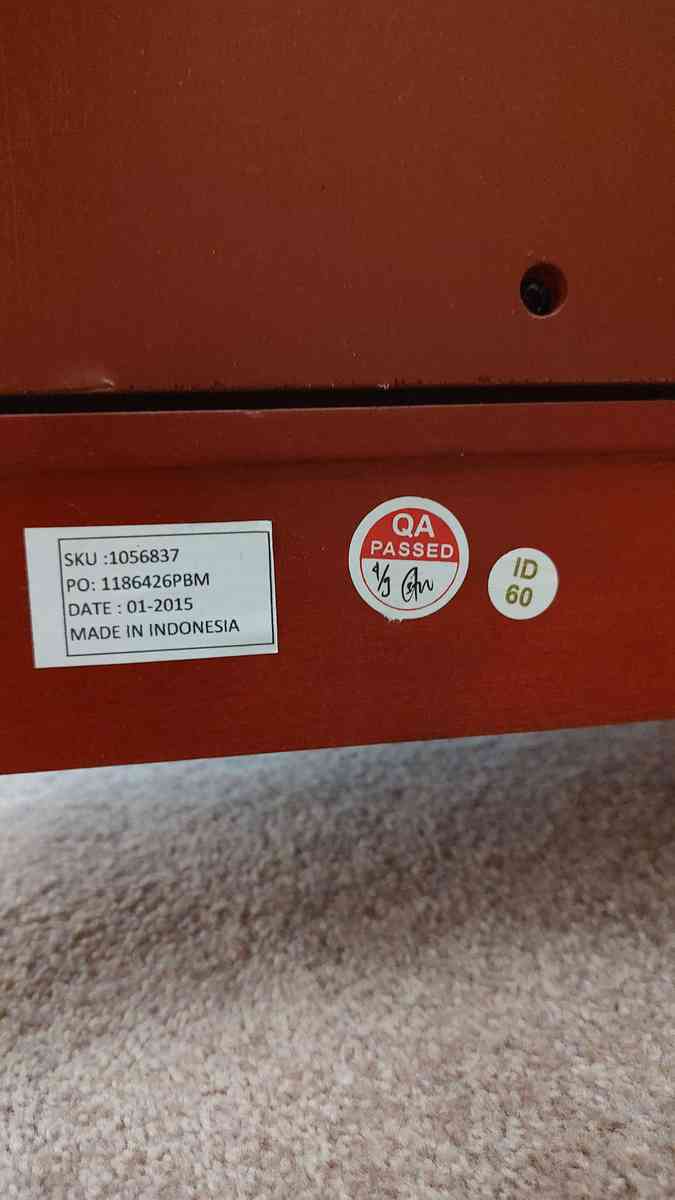 SKU :1056837
PO: 1186426PBM
DATE : 01-2015
MADE IN INDONESIA
QA
PASSED
ID
60